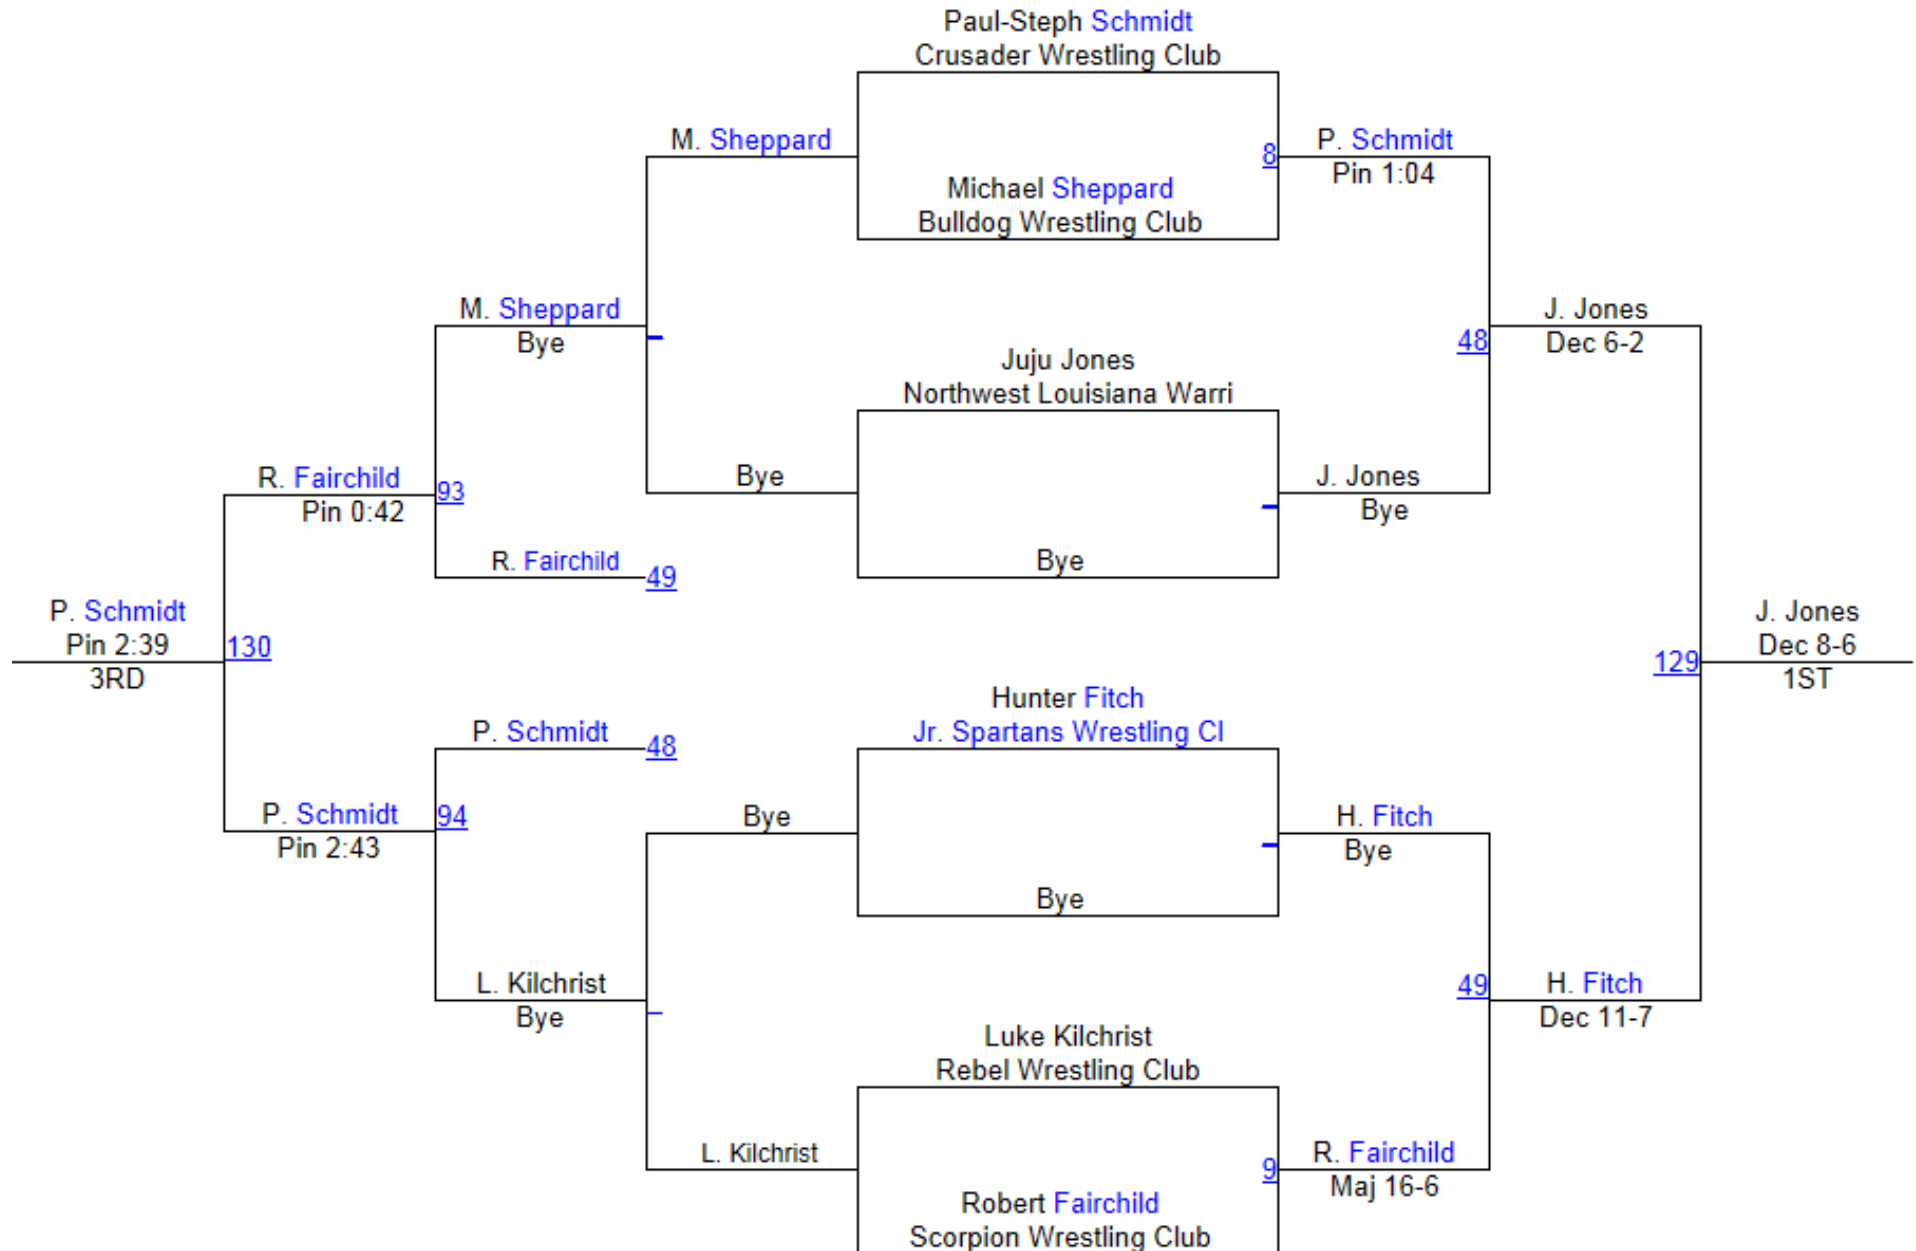 Paul-Steph Schmidt
Crusader Wrestling Club
M. Sheppard
8
P. Schmidt
Pin 1:04
Michael Sheppard
Bulldog Wrestling Club
M. Sheppard
Bye
J. Jones
Dec 6-2
48
Juju Jones
Northwest Louisiana Warri
R. Fairchild
Pin 0:42
93
Bye
J. Jones
Bye
R. Fairchild
49
Bye
P. Schmidt
Pin 2:39
3RD
130
J. Jones
Dec 8-6
1ST
129
Hunter Fitch
Jr. Spartans Wrestling Cl
P. Schmidt
48
P. Schmidt
Pin 2:43
94
Bye
H. Fitch
Bye
Bye
L. Kilchrist
Bye
49
H. Fitch
Dec 11-7
Luke Kilchrist
Rebel Wrestling Club
L. Kilchrist
9
R. Fairchild
Maj 16-6
Robert Fairchild
Scorpion Wrestling Club